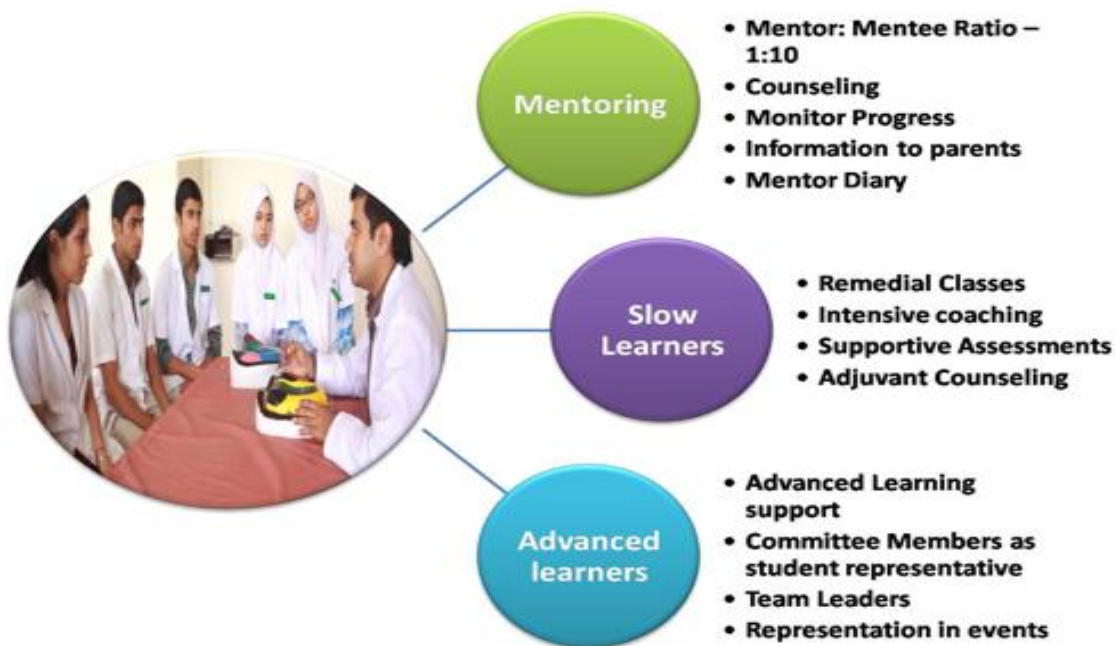 Mentoring
• Mentor: Mentee Ratio –
1:10
• Counseling
• Monitor Progress
• Information to parents
• Mentor Diary
Slow
Learners
• Remedial Classes
• Intensive coaching
• Supportive Assessments
• Adjuvant Counseling
Advanced
learners
• Advanced Learning
support
• Committee Members as
student representative
• Team Leaders
• Representation in events